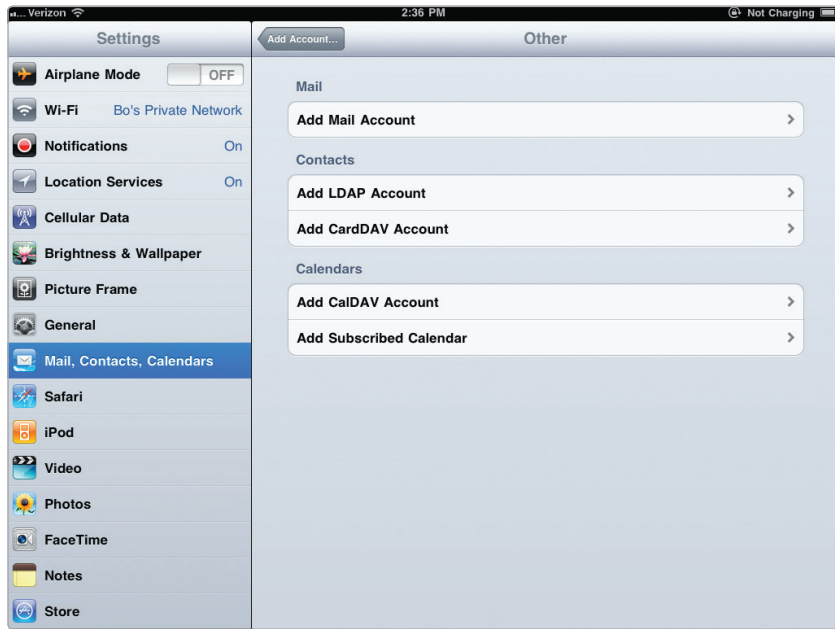 Verizon
2:36 PM
Not Charging
Settings
Add Account...
Other
Airplane Mode OFF
Wi-Fi Bo's Private Network
Notifications On
Location Services On
Cellular Data
Brightness & Wallpaper
Picture Frame
General
Mail, Contacts, Calendars
Safari
iPod
Video
Photos
FaceTime
Notes
Store
Mail
Add Mail Account
Contacts
Add LDAP Account
Add CardDAV Account
Calendars
Add CalDAV Account
Add Subscribed Calendar